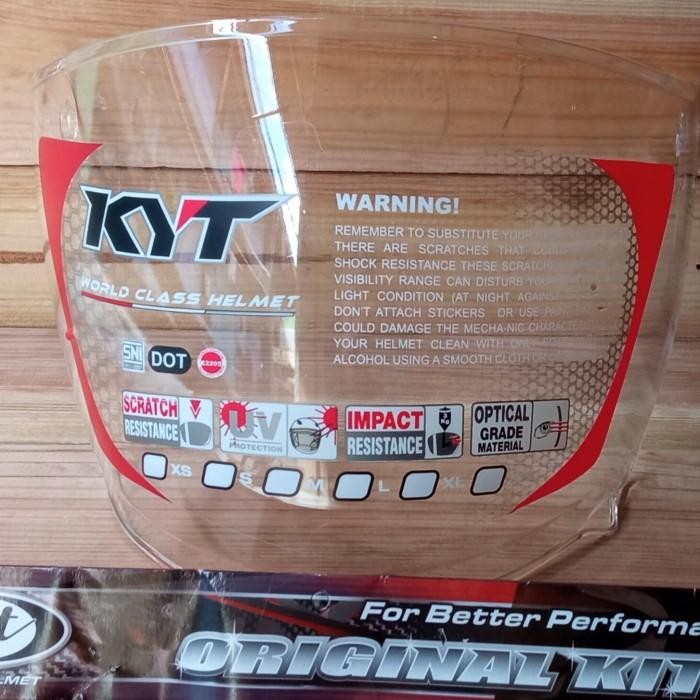 KYT
WORLD CLASS HELMET
WARNING!
REMEMBER TO SUBSTITUTE YOUR
THERE ARE SCRATCHES THAT
SHOCK RESISTANCE THESE SCRATCHES
VISIBILITY RANGE CAN DISTURB YOUR
LIGHT CONDITION (AT NIGHT AGAINST
DON'T ATTACH STICKERS OR USE
COULD DAMAGE THE MECHA-NIC
YOUR HELMET CLEAN WITH ONLY
ALCOHOL USING A SMOOTH CLOTH
SNI
DOT
SCRATCH
RESISTANCE
UV
PROTECTION
IMPACT
RESISTANCE
Kg
OPTICAL
GRADE
MATERIAL
XS S M L XL
For Better Performa
ORIGINAL KIT